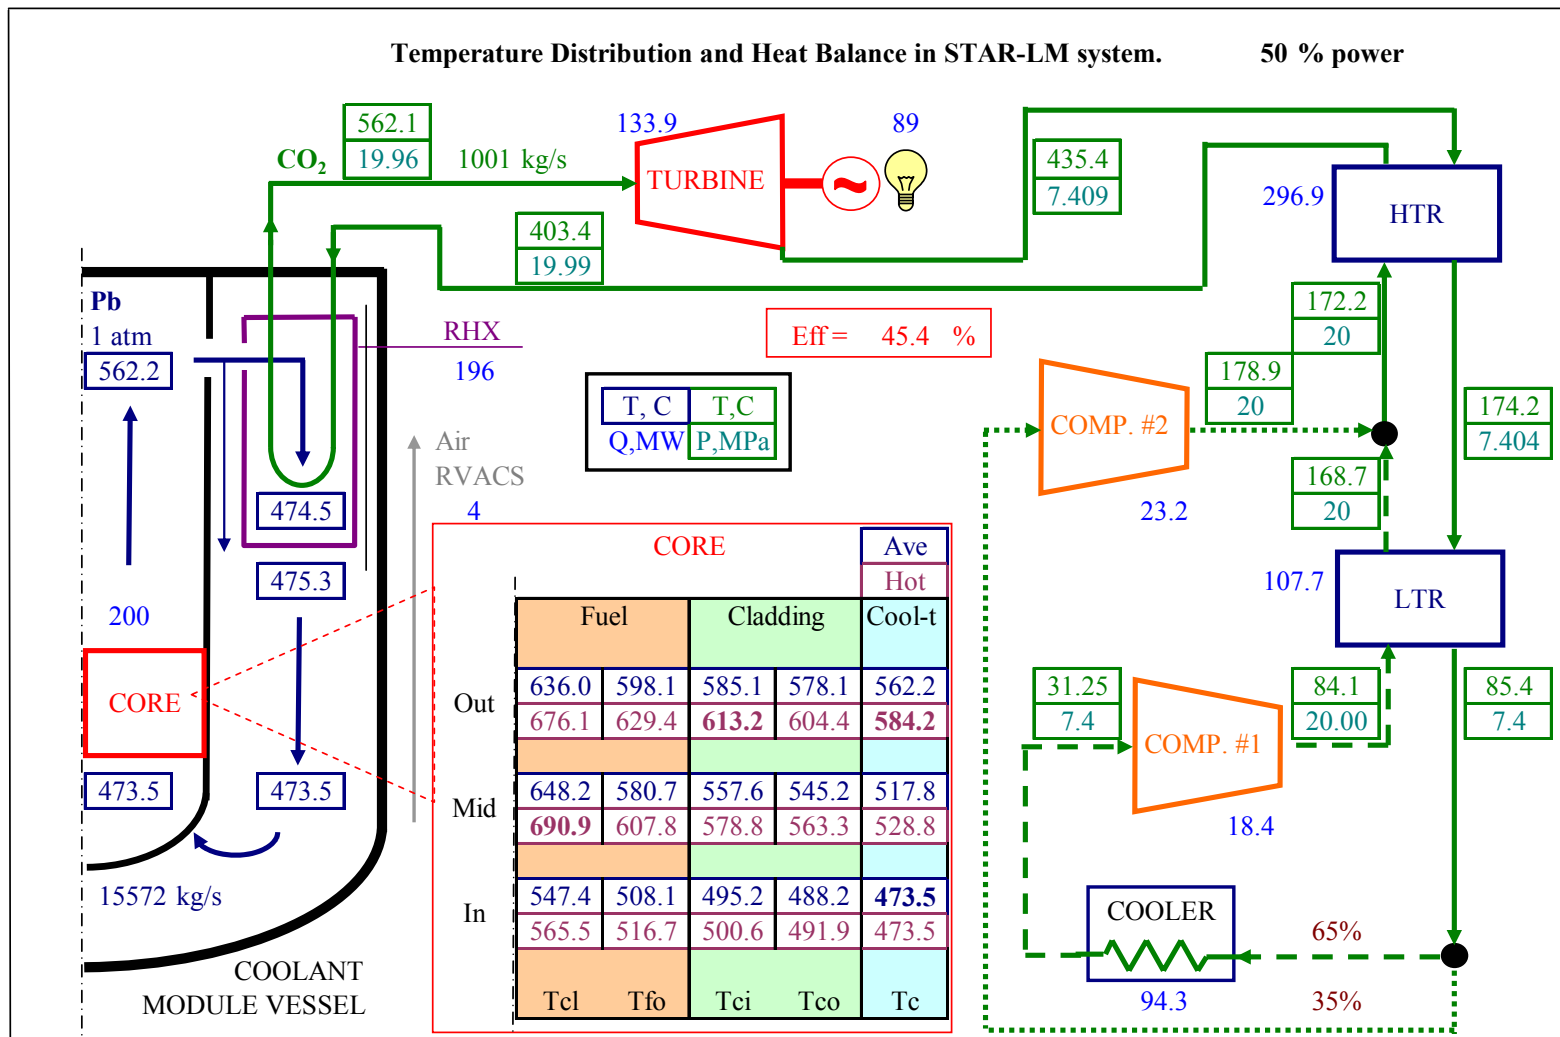 Temperature Distribution and Heat Balance in STAR-LM system. 50 % power
562.1
19.96
CO2
1001 kg/s
133.9
TURBINE
~
89
435.4
7.409
296.9
HTR
403.4
19.99
Pb
1 atm
562.2
RHX
196
Eff = 45.4 %
172.2
20
178.9
20
T, C T,C
Q,MW P,MPa
COMP. #2
23.2
174.2
7.404
168.7
20
Air
RVACS
4
474.5
475.3
200
CORE
473.5
473.5
15572 kg/s
COOLANT
MODULE VESSEL
CORE
Ave
Hot
Fuel Cladding Cool-t
Out
636.0 598.1 585.1 578.1 562.2
676.1 629.4 613.2 604.4 584.2
Mid
648.2 580.7 557.6 545.2 517.8
690.9 607.8 578.8 563.3 528.8
In
547.4 508.1 495.2 488.2 473.5
565.5 516.7 500.6 491.9 473.5
Tcl Tfo Tci Tco Tc
107.7
LTR
31.25
7.4
COMP. #1
18.4
84.1
20.00
85.4
7.4
COOLER
94.3
65%
35%